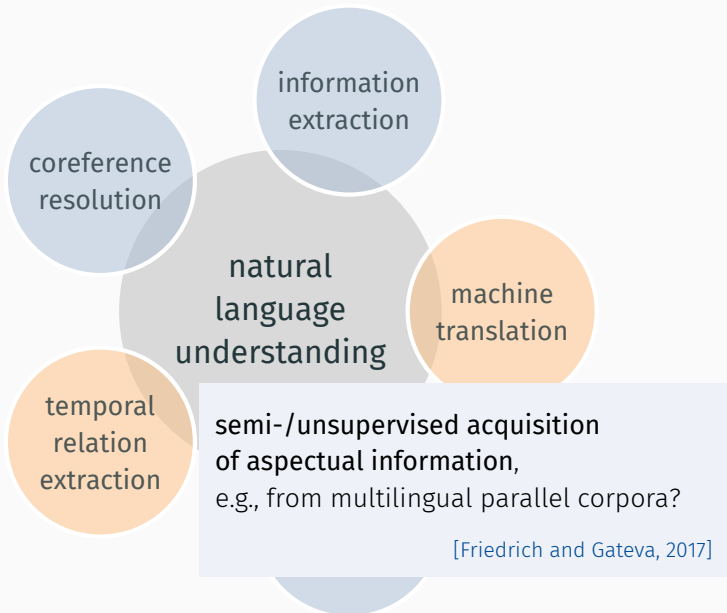 information
extraction
coreference
resolution
natural
language
understanding
machine
translation
temporal
relation
extraction
semi-/unsupervised acquisition
of aspectual information,
e.g., from multilingual parallel corpora?
[Friedrich and Gateva, 2017]